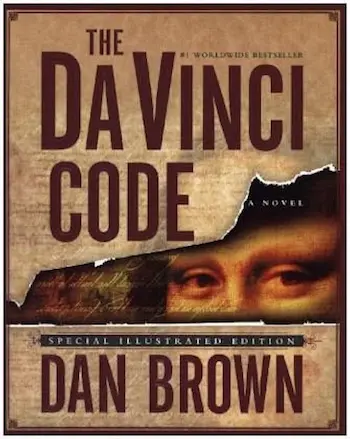 THE
#1 WORLDWIDE BESTSELLER
DA VINCI
CODE
A NOVEL
SPECIAL ILLUSTRATED EDITION
DAN BROWN